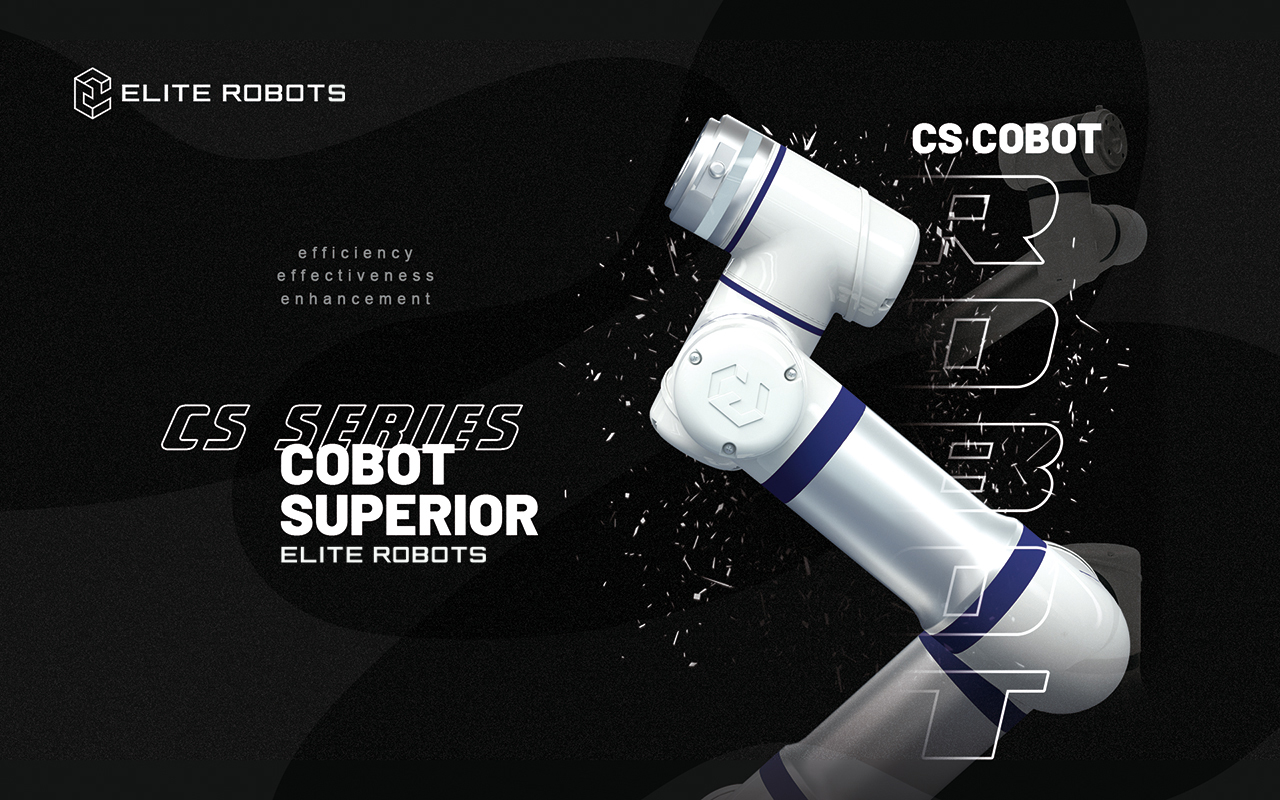 ELITE ROBOTS
efficiency
effectiveness
enhancement
CS SERIES
COBOT
SUPERIOR
ELITE ROBOTS
CS COBOT
ROBOT